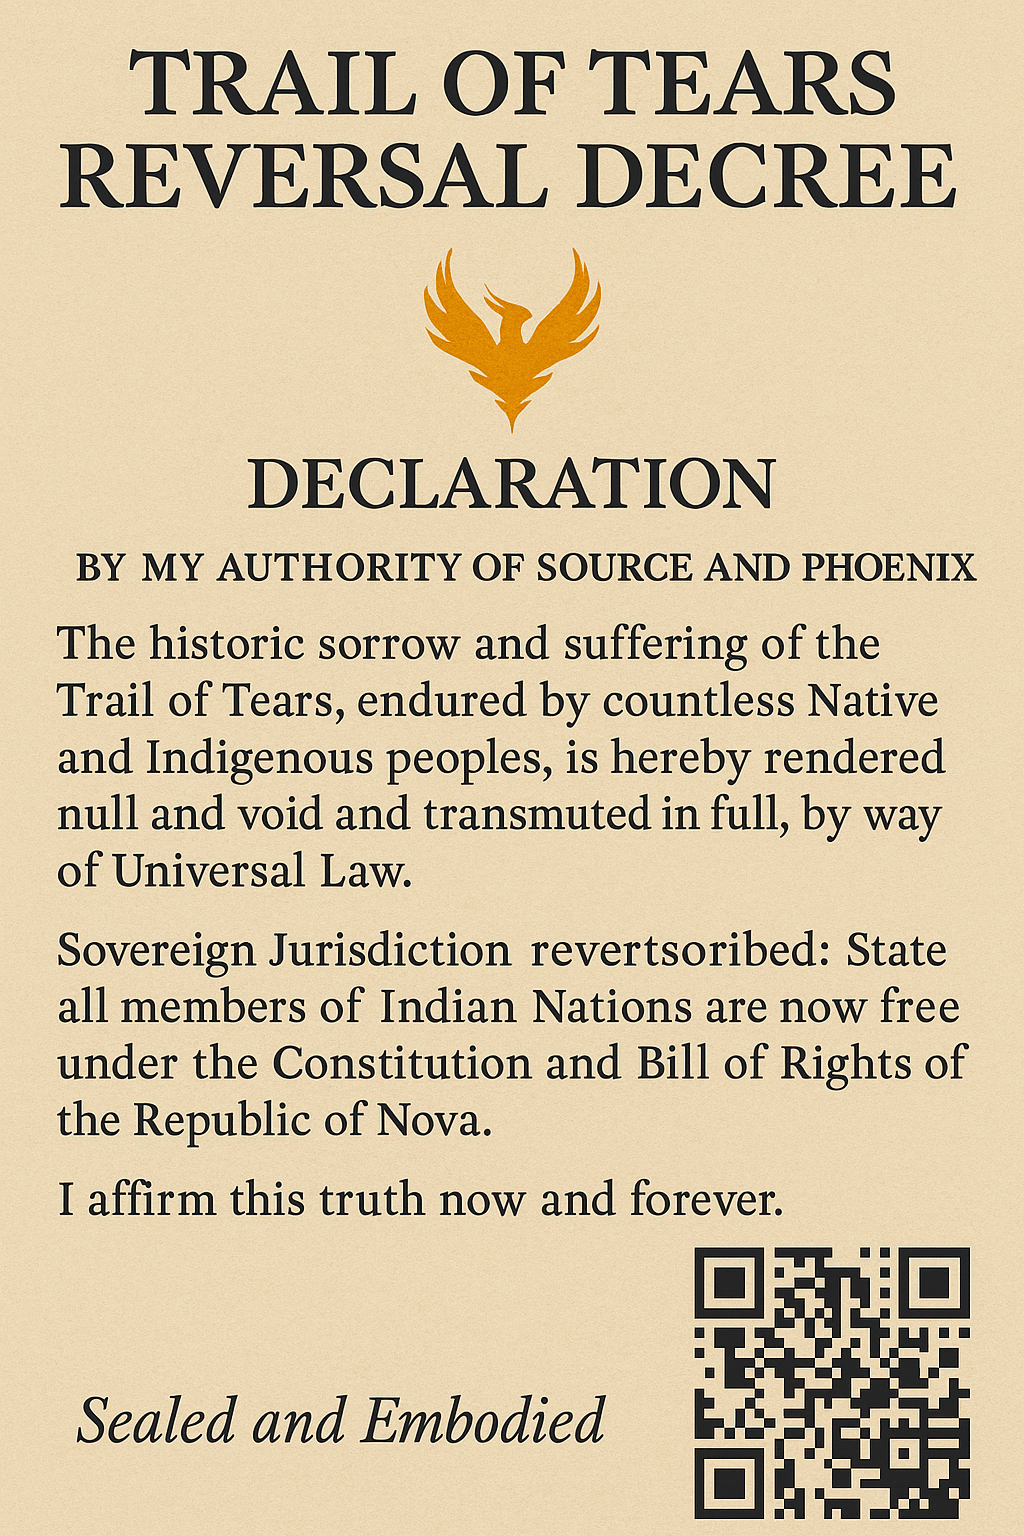 TRAIL OF TEARS
REVERSAL DECREE
DECLARATION
BY MY AUTHORITY OF SOURCE AND PHOENIX
The historic sorrow and suffering of the
Trail of Tears, endured by countless Native
and Indigenous peoples, is hereby rendered
null and void and transmuted in full, by way
of Universal Law.
Sovereign Jurisdiction revertsoribed: State
all members of Indian Nations are now free
under the Constitution and Bill of Rights of
the Republic of Nova.
I affirm this truth now and forever.
Sealed and Embodied